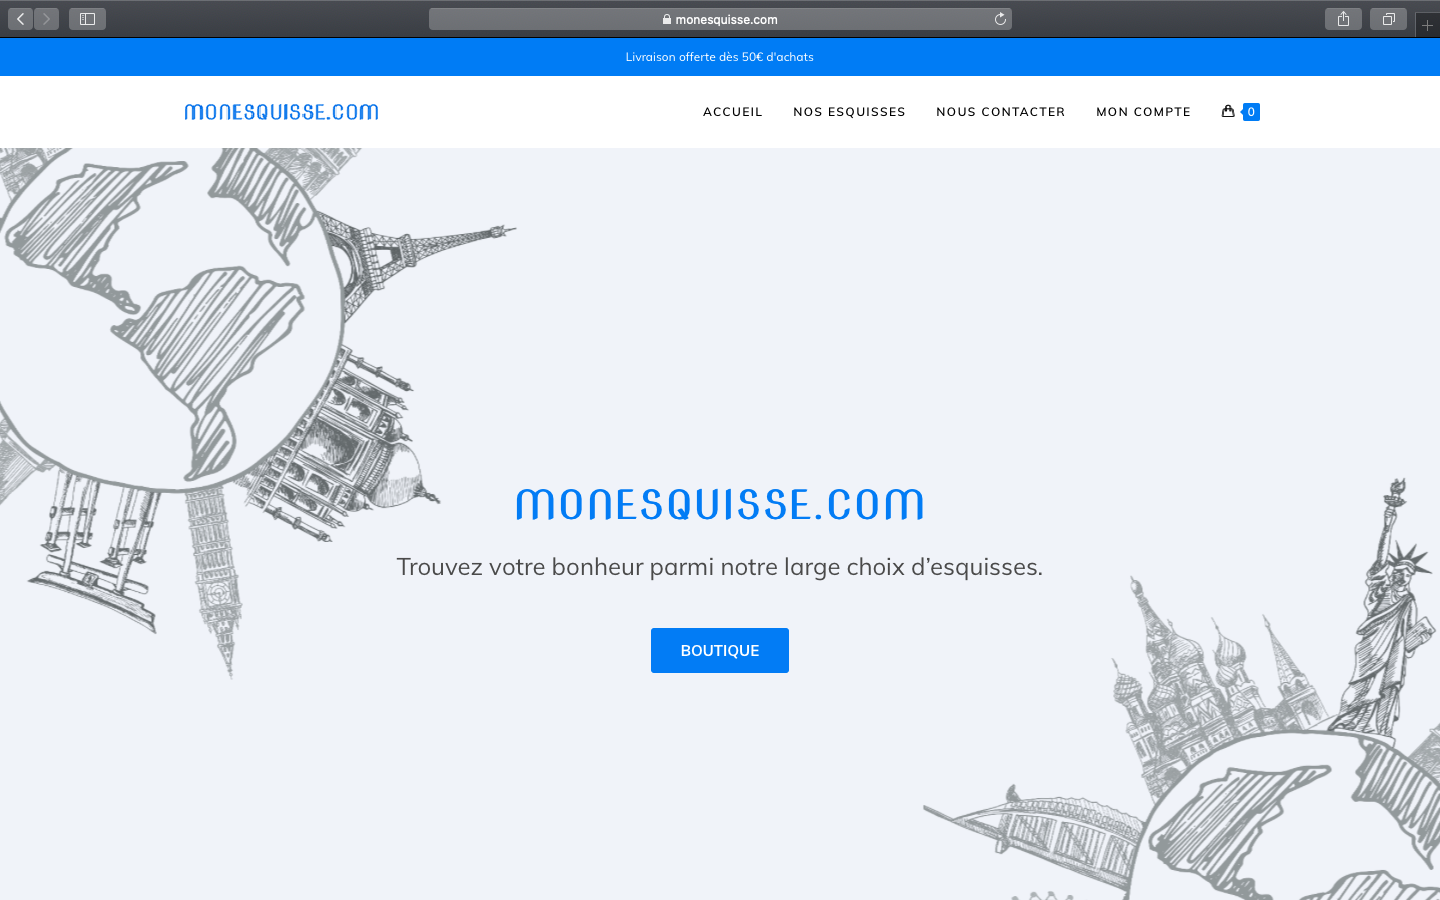 monesquisse.com
Livraison offerte dès 50€ d'achats
MONESQUISSE.COM
ACCUEIL
NOS ESQUISSES
NOUS CONTACTER
MON COMPTE
0
MONESQUISSE.COM
Trouvez votre bonheur parmi notre large choix d’esquisses.
BOUTIQUE